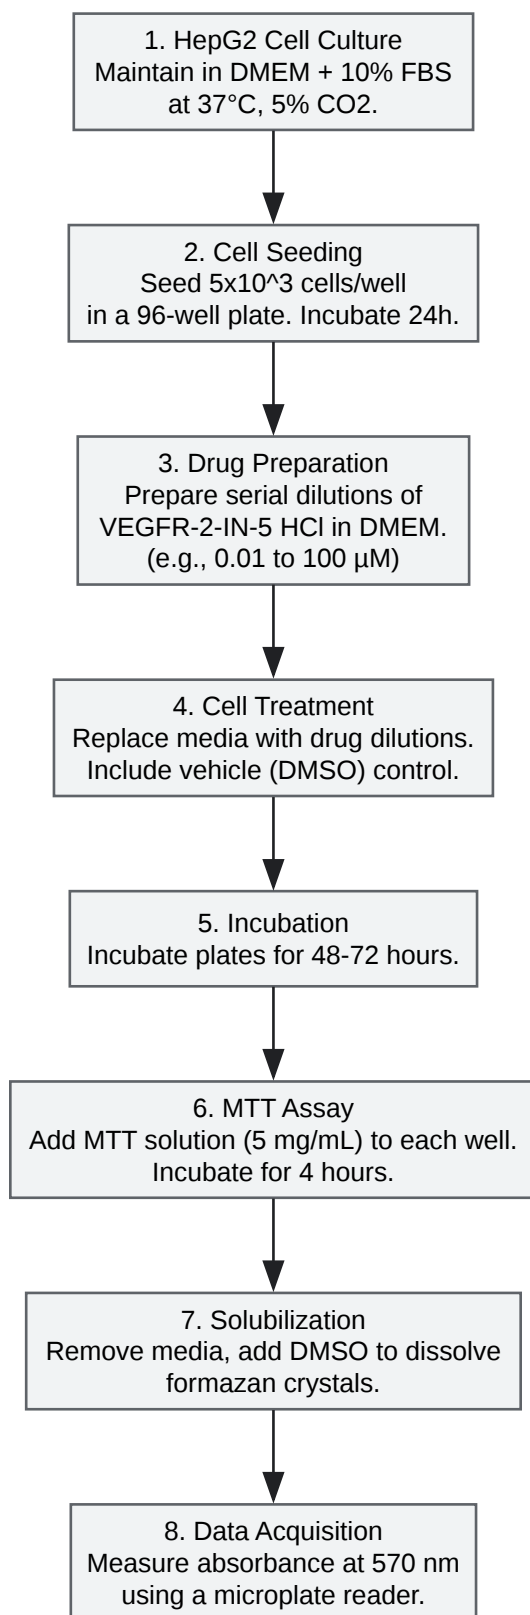 1. HepG2 Cell Culture
Maintain in DMEM + 10% FBS
at 37°C, 5% CO2.
2. Cell Seeding
Seed 5x10^3 cells/well
in a 96-well plate. Incubate 24h.
3. Drug Preparation
Prepare serial dilutions of
VEGFR-2-IN-5 HCl in DMEM.
(e.g., 0.01 to 100 µM)
4. Cell Treatment
Replace media with drug dilutions.
Include vehicle (DMSO) control.
5. Incubation
Incubate plates for 48-72 hours.
6. MTT Assay
Add MTT solution (5 mg/mL) to each well.
Incubate for 4 hours.
7. Solubilization
Remove media, add DMSO to dissolve
formazan crystals.
8. Data Acquisition
Measure absorbance at 570 nm
using a microplate reader.